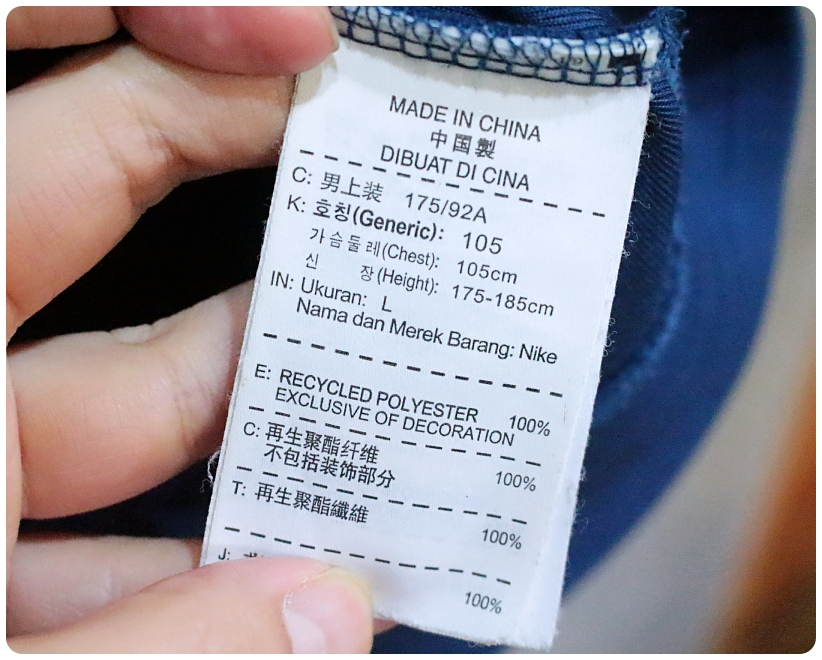 MADE IN CHINA
中国製
DIBUAT DI CINA
C: 男上装 175/92A
K: 호칭(Generic): 105
가슴둘레(Chest): 105cm
신 장(Height): 175-185cm
IN: Ukuran: L
Nama dan Merek Barang: Nike
E: RECYCLED POLYESTER 100%
EXCLUSIVE OF DECORATION
C: 再生聚酯纤维 100%
不包括装饰部分
T: 再生聚酯纖維 100%
J: 100%